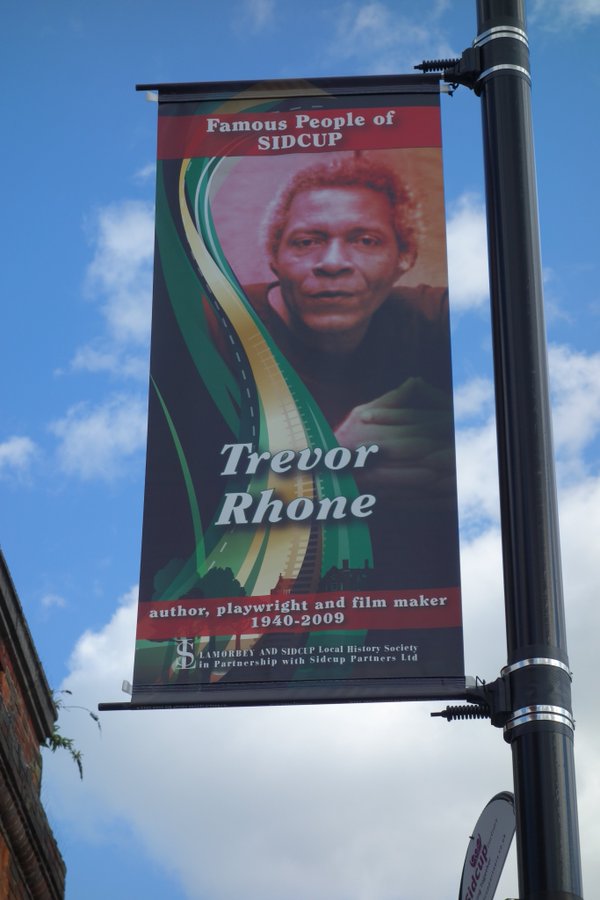 Famous People of
SIDCUP
Trevor
Rhone
author, playwright and film maker
1940-2009
LAMORBEY AND SIDCUP Local History Society
in Partnership with Sidcup Partners Ltd
Sidcup